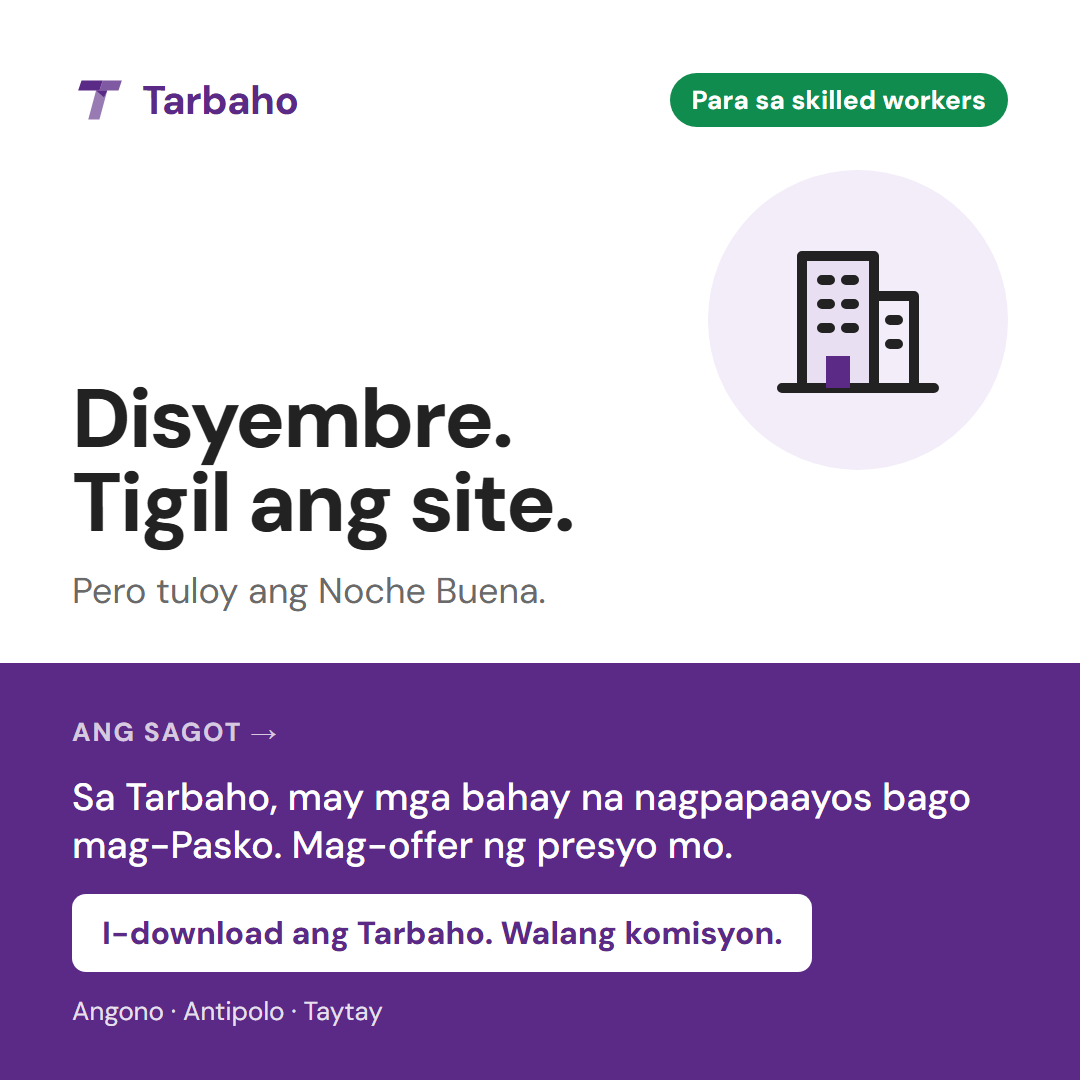 Tarbaho
Para sa skilled workers
Disyembre.
Tigil ang site.
Pero tuloy ang Noche Buena.
ANG SAGOT →
Sa Tarbaho, may mga bahay na nagpapaayos bago
mag-Pasko. Mag-offer ng presyo mo.
I-download ang Tarbaho. Walang komisyon.
Angono · Antipolo · Taytay